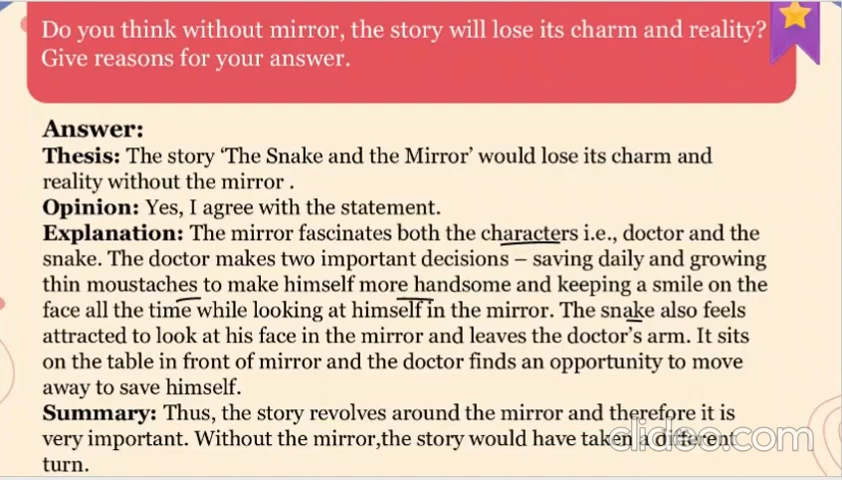 Do you think without mirror, the story will lose its charm and reality?
Give reasons for your answer.
Answer:
Thesis: The story ‘The Snake and the Mirror’ would lose its charm and
reality without the mirror .
Opinion: Yes, I agree with the statement.
Explanation: The mirror fascinates both the characters i.e., doctor and the
snake. The doctor makes two important decisions – saving daily and growing
thin moustaches to make himself more handsome and keeping a smile on the
face all the time while looking at himself in the mirror. The snake also feels
attracted to look at his face in the mirror and leaves the doctor’s arm. It sits
on the table in front of mirror and the doctor finds an opportunity to move
away to save himself.
Summary: Thus, the story revolves around the mirror and therefore it is
very important. Without the mirror,the story would have taken a different
turn.
clideo.com